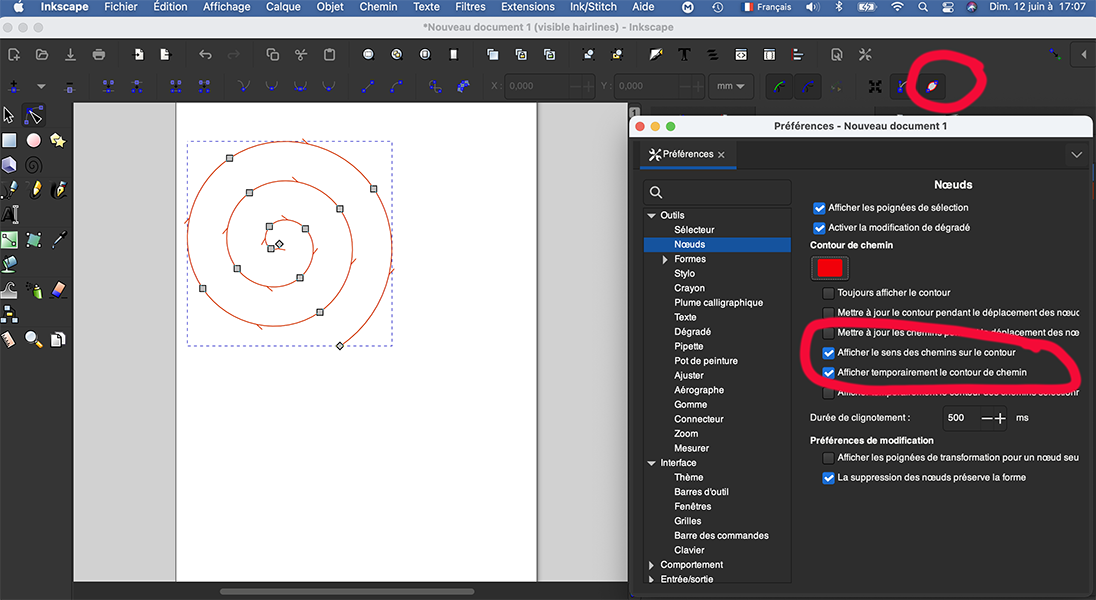 Inkscape Fichier Édition Affichage Calque Objet Chemin Texte Filtres Extensions Ink/Stitch Aide Français Dim. 12 juin à 17:07
*Nouveau document 1 (visible hairlines) - Inkscape
X : 0,000 Y : 0,000 mm
1
Préférences - Nouveau document 1
Préférences
Nœuds
Outils
Sélecteur
Nœuds
Formes
Stylo
Crayon
Plume calligraphique
Texte
Dégradé
Pipette
Pot de peinture
Ajuster
Aérographe
Gomme
Connecteur
Zoom
Mesurer
Interface
Thème
Barres d'outil
Fenêtres
Grilles
Barre des commandes
Clavier
Comportement
Entrée/sortie
Afficher les poignées de sélection
Activer la modification de dégradé
Contour de chemin
Toujours afficher le contour
Mettre à jour le contour pendant le déplacement des nœuc
Mettre à jour les chemins déplacement des nœ
Afficher le sens des chemins sur le contour
Afficher temporairement le contour de chemin
Durée de clignotement : 500 ms
Préférences de modification
Afficher les poignées de transformation pour un nœud seu
La suppression des nœuds préserve la forme